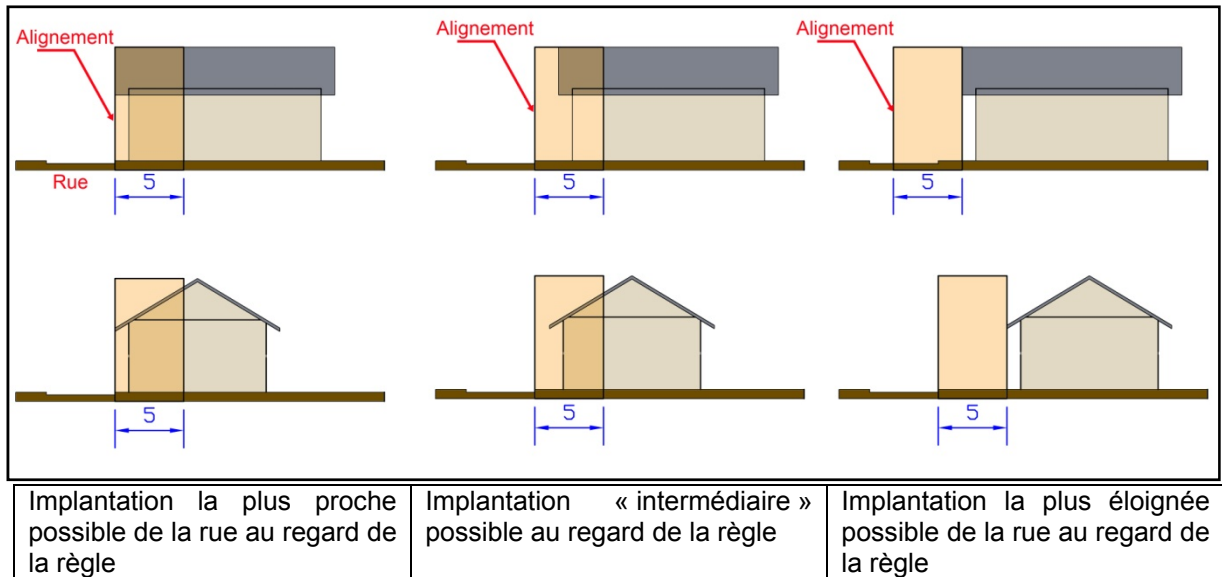 Alignement
Alignement
Alignement
Rue
5
5
5
5
5
5
Implantation la plus proche
possible de la rue au regard de
la règle
Implantation « intermédiaire »
possible au regard de la règle
Implantation la plus éloignée
possible de la rue au regard de
la règle